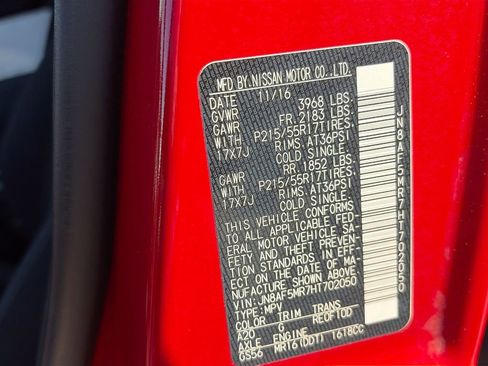 MFD BY NISSAN MOTOR CO., LTD.
DATE 11/16
GVWR 3968 LBS.
GAWR FR. 2183 LBS.
WITH P215/55R17TIRES.
17X7J RIMS. AT36PSI
COLD SINGLE.
GAWR RR 1852 LBS.
WITH P215/55R17TIRES.
17X7J RIMS. AT36PSI
COLD SINGLE.
THIS VEHICLE CONFORMS
TO ALL APPLICABLE FED-
ERAL MOTOR VEHICLE SA-
FETY AND THEFT PREVEN-
TION STANDARDS IN EFF-
ECT ON THE DATE OF MA-
NUFACTURE SHOWN ABOVE.
VIN:JN8AF5MR7HT702050
TYPE:MPV
COLOR TRIM TRANS
A20 G RE0F10D
AXLE ENGINE
GS56 MR16(DDT) 1618CC
JN8AF5MR7HT702050